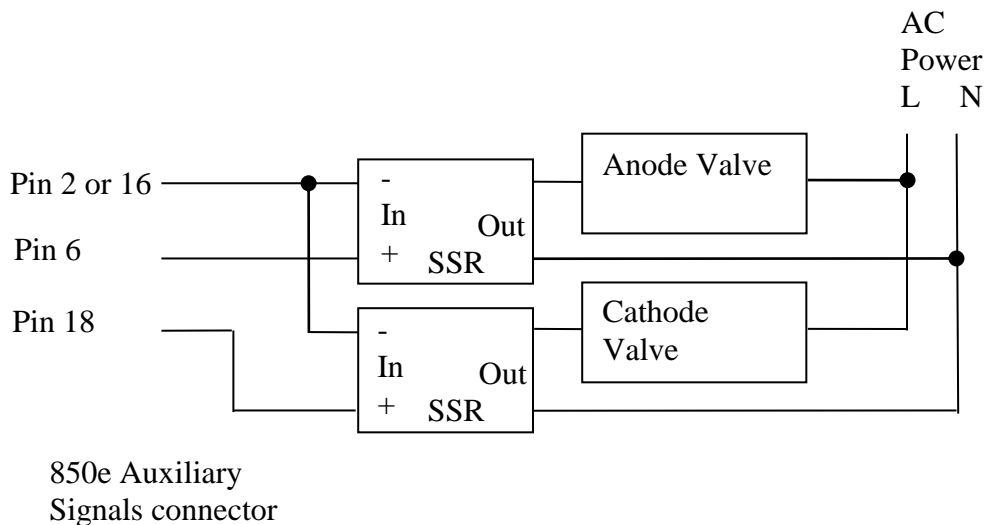 AC
Power
L N
Pin 2 or 16
-
In
Out
+ SSR
Anode Valve
Pin 6
Pin 18
-
In
Out
+ SSR
Cathode
Valve
850e Auxiliary
Signals connector